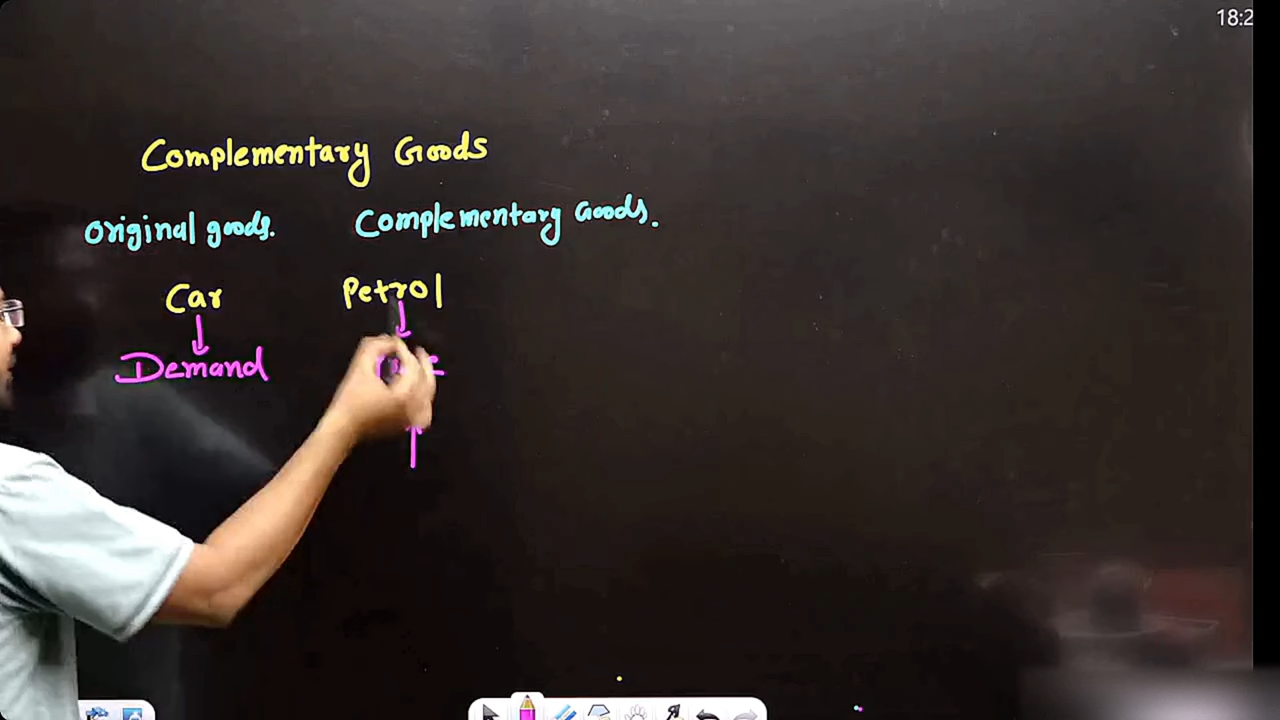 18:2
Complementary Goods
original goods. Complementary Goods.
Car Petrol
Demand